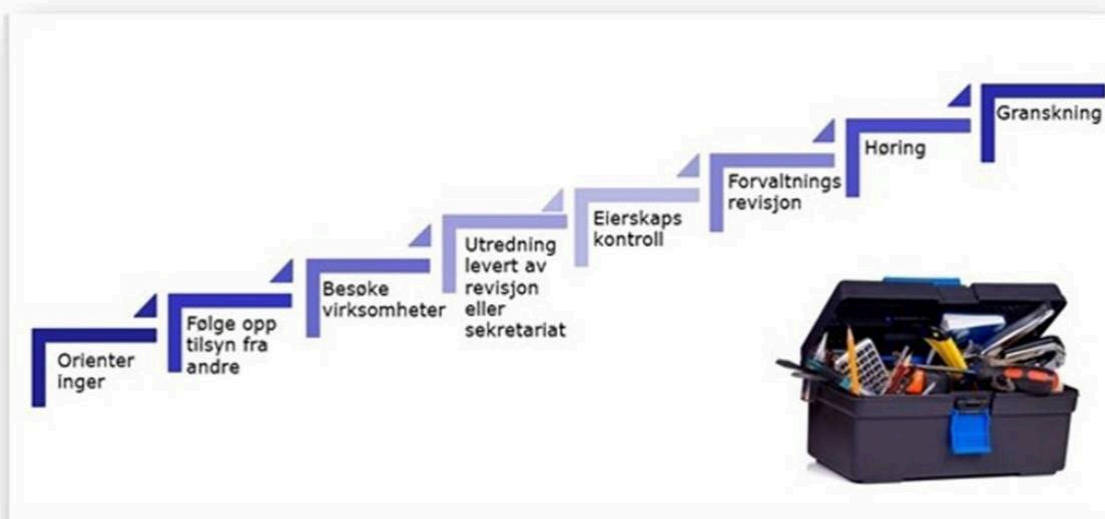 Orienter
inger
Følge opp
tilsyn fra
andre
Besøke
virksomheter
Utredning
levert av
revisjon
eller
sekretariat
Eierskaps
kontroll
Forvaltnings
revisjon
Høring
Granskning